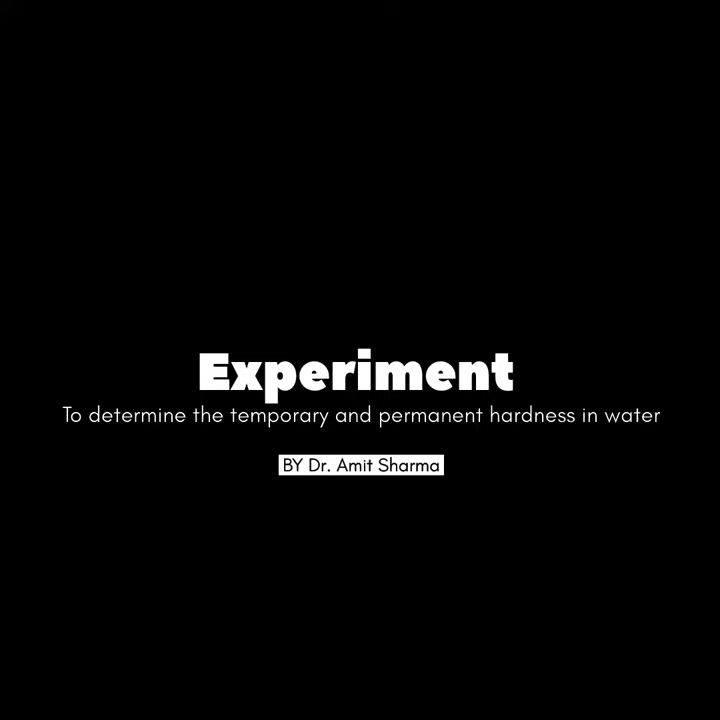 Experiment
To determine the temporary and permanent hardness in water
BY Dr. Amit Sharma